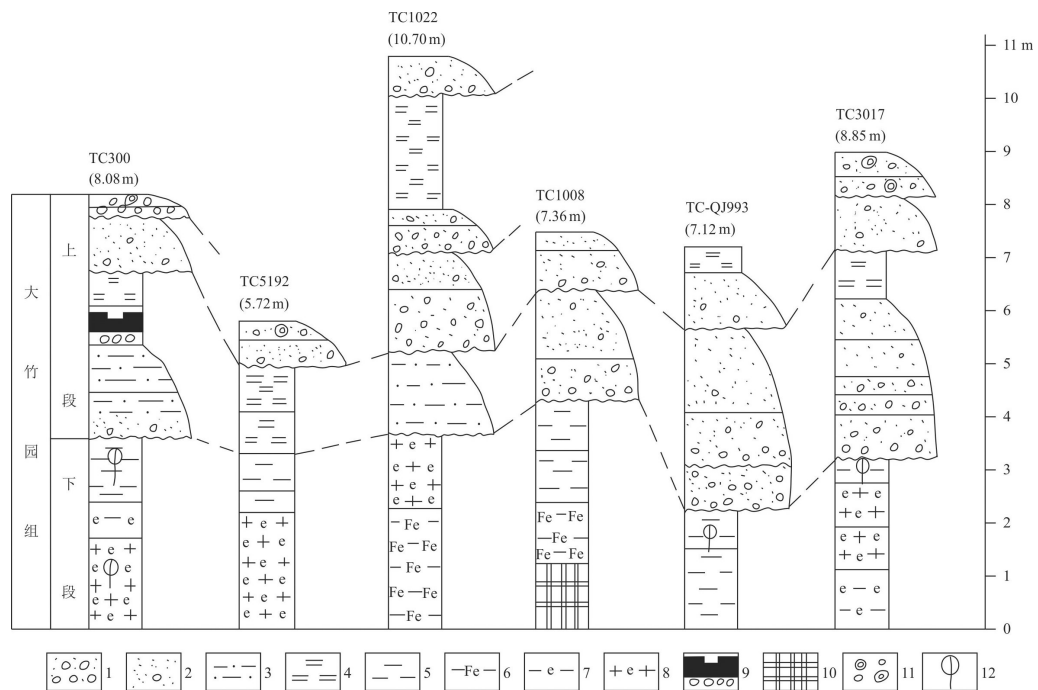 TC1022
(10.70 m)
11 m
10
TC3017
(8.85 m)
9
TC300
(8.08 m)
TC1008
(7.36 m)
TC-QJ993
(7.12 m)
8
7
TC5192
(5.72 m)
6
5
4
3
2
1
0
大竹园组
上段
下段
e e
e
e e
e
e e
e
e e
e e
e
e e
e
e e
e
e e
e e
e
e e
e
e e
Fe
Fe Fe
Fe
Fe Fe
Fe
Fe Fe
Fe
Fe Fe
e e
e
e e
e
e
e
1 2 3 4 5 Fe 6 e 7 e 8 9 10 11 12